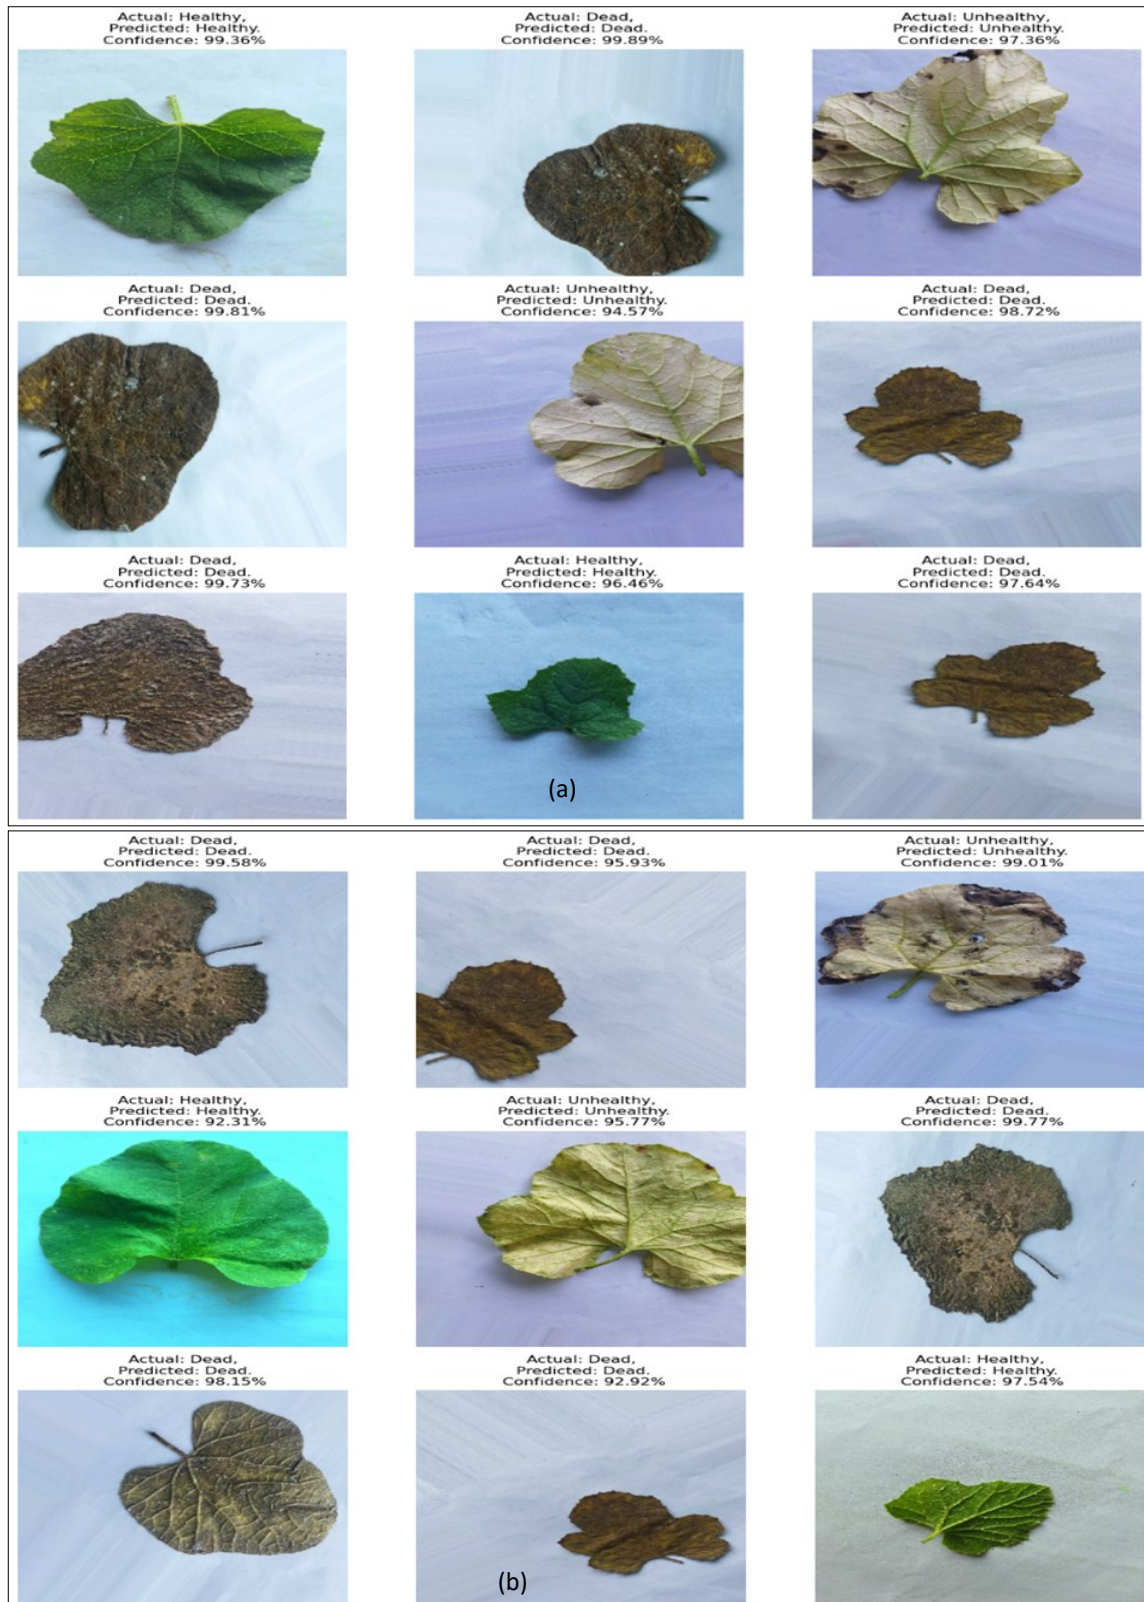 Actual: Healthy,
Predicted: Healthy.
Confidence: 99.36%
Actual: Dead,
Predicted: Dead.
Confidence: 99.89%
Actual: Unhealthy,
Predicted: Unhealthy.
Confidence: 97.36%
Actual: Dead,
Predicted: Dead.
Confidence: 99.81%
Actual: Unhealthy,
Predicted: Unhealthy.
Confidence: 94.57%
Actual: Dead,
Predicted: Dead.
Confidence: 98.72%
Actual: Dead,
Predicted: Dead.
Confidence: 99.73%
Actual: Healthy,
Predicted: Healthy.
Confidence: 96.46%
Actual: Dead,
Predicted: Dead.
Confidence: 97.64%
(a)
Actual: Dead,
Predicted: Dead.
Confidence: 99.58%
Actual: Dead,
Predicted: Dead.
Confidence: 95.93%
Actual: Unhealthy,
Predicted: Unhealthy.
Confidence: 99.01%
Actual: Healthy,
Predicted: Healthy.
Confidence: 92.31%
Actual: Unhealthy,
Predicted: Unhealthy.
Confidence: 95.77%
Actual: Dead,
Predicted: Dead.
Confidence: 99.77%
Actual: Dead,
Predicted: Dead.
Confidence: 98.15%
Actual: Dead,
Predicted: Dead.
Confidence: 92.92%
Actual: Healthy,
Predicted: Healthy.
Confidence: 97.54%
(b)